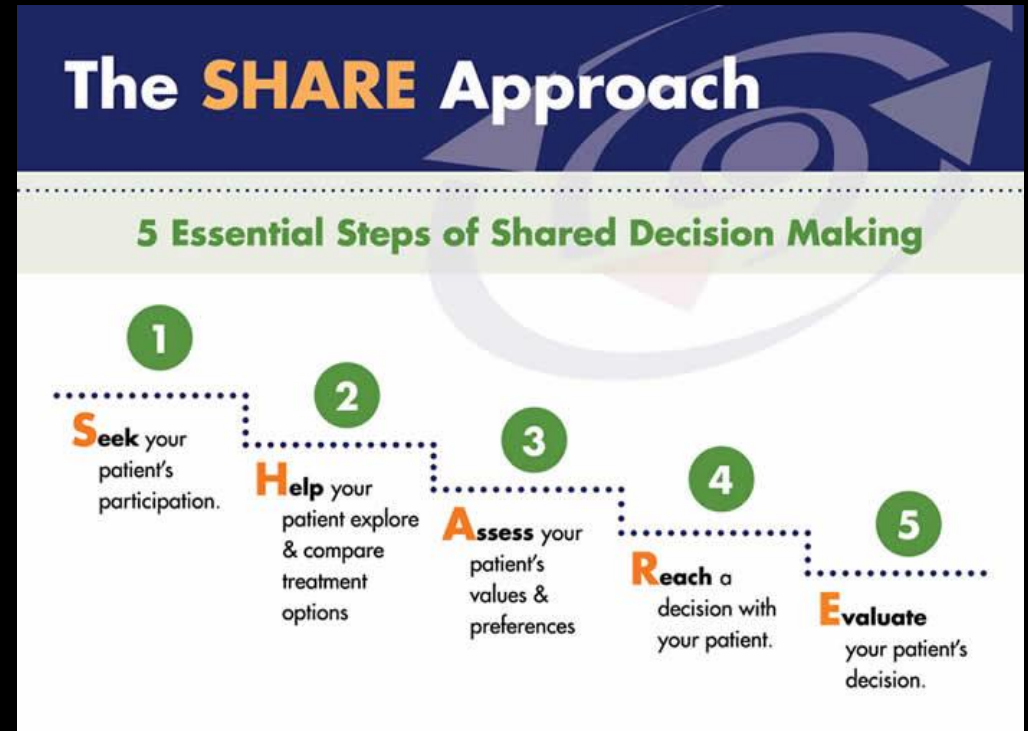 The SHARE Approach
5 Essential Steps of Shared Decision Making
1
Seek your
patient's
participation.
2
Help your
patient explore
& compare
treatment
options
3
Assess your
patient's
values &
preferences
4
Reach a
decision with
your patient.
5
Evaluate
your patient's
decision.